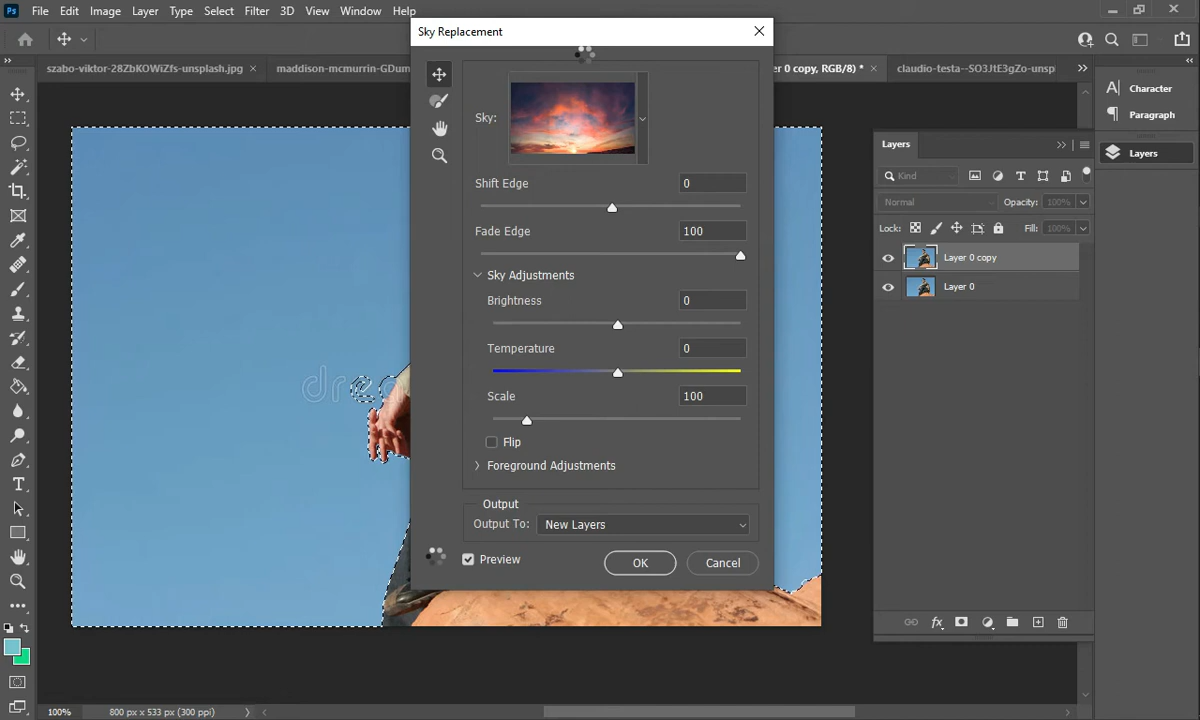 Ps File Edit Image Layer Type Select Filter 3D View Window Help
Sky Replacement
szabo-viktor-28ZbKOWiZfs-unsplash.jpg
maddison-mcmurrin-GDum
er 0 copy, RGB/8) *
claudio-testa--SO3JtE3gZo-unspl
Character
Paragraph
Layers
Sky:
Shift Edge 0
Fade Edge 100
Sky Adjustments
Brightness 0
Temperature 0
Scale 100
Flip
Foreground Adjustments
Output
Output To: New Layers
Preview
OK
Cancel
Layers
Kind
Normal
Opacity: 100%
Lock:
Fill: 100%
Layer 0 copy
Layer 0
fx
drea
100%
800 px x 533 px (300 ppi)